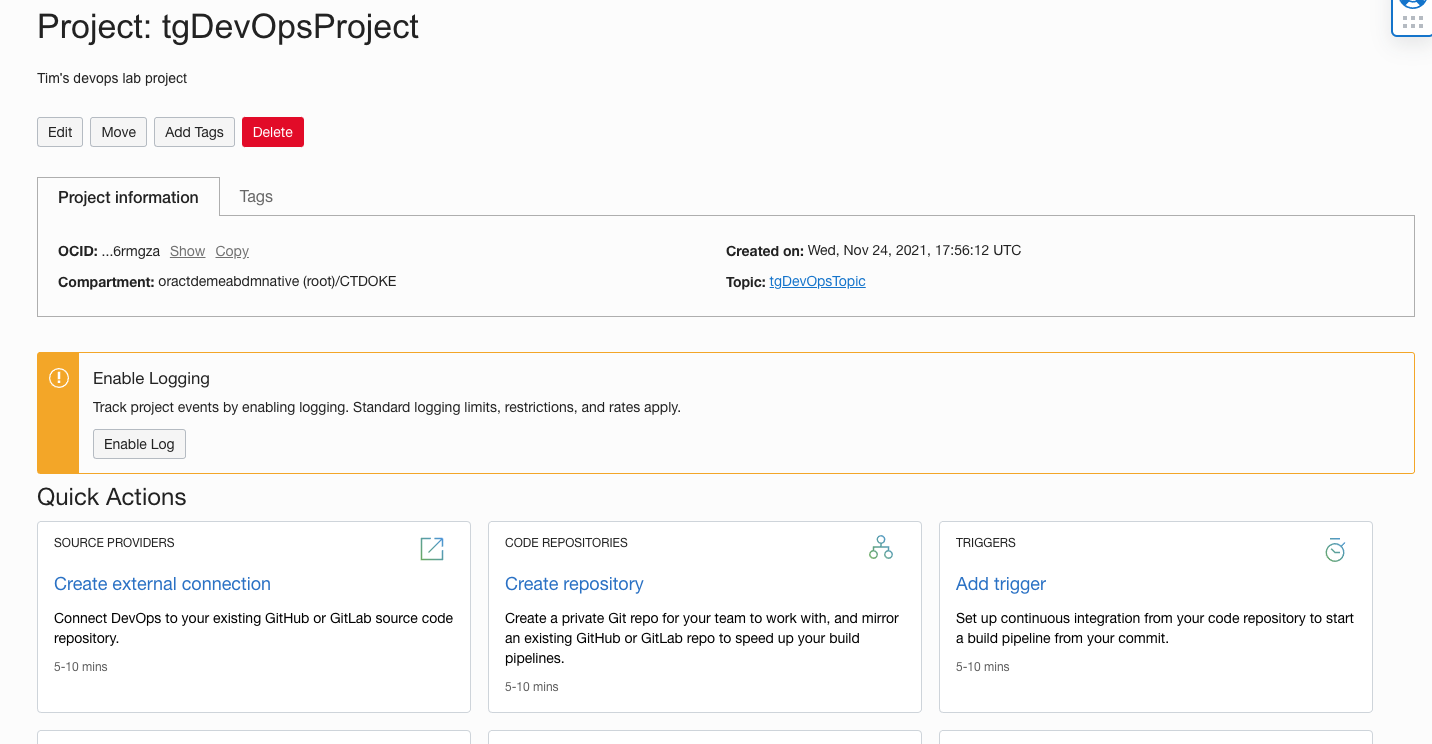 Project: tgDevOpsProject
Tim's devops lab project
Edit Move Add Tags Delete
Project information Tags
OCID: ...6rmgza Show Copy
Created on: Wed, Nov 24, 2021, 17:56:12 UTC
Compartment: oractdemeabdmnative (root)/CTDOKE
Topic: tgDevOpsTopic
Enable Logging
Track project events by enabling logging. Standard logging limits, restrictions, and rates apply.
Enable Log
Quick Actions
SOURCE PROVIDERS
Create external connection
Connect DevOps to your existing GitHub or GitLab source code
repository.
5-10 mins
CODE REPOSITORIES
Create repository
Create a private Git repo for your team to work with, and mirror
an existing GitHub or GitLab repo to speed up your build
pipelines.
5-10 mins
TRIGGERS
Add trigger
Set up continuous integration from your code repository to start
a build pipeline from your commit.
5-10 mins